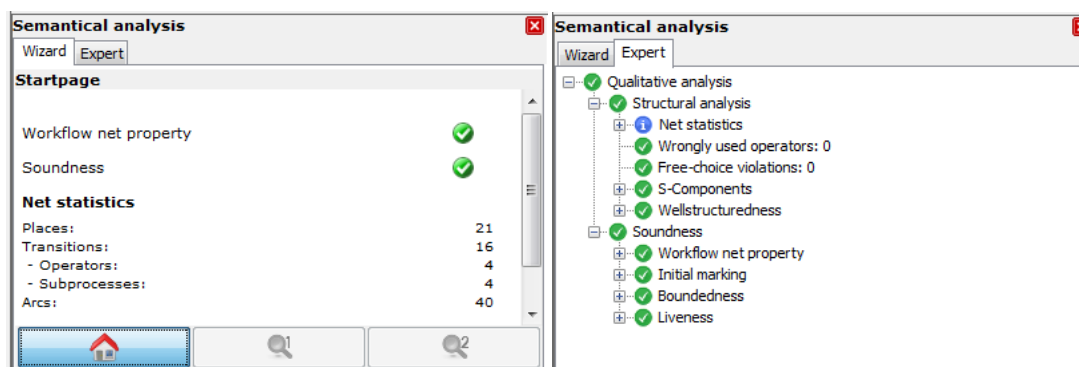 Semantical analysis
Wizard Expert
Startpage
Workflow net property
Soundness
Net statistics
Places: 21
Transitions: 16
- Operators: 4
- Subprocesses: 4
Arcs: 40
1 2
Semantical analysis
Wizard Expert
Qualitative analysis
Structural analysis
Net statistics
Wrongly used operators: 0
Free-choice violations: 0
S-Components
Wellstructuredness
Soundness
Workflow net property
Initial marking
Boundedness
Liveness